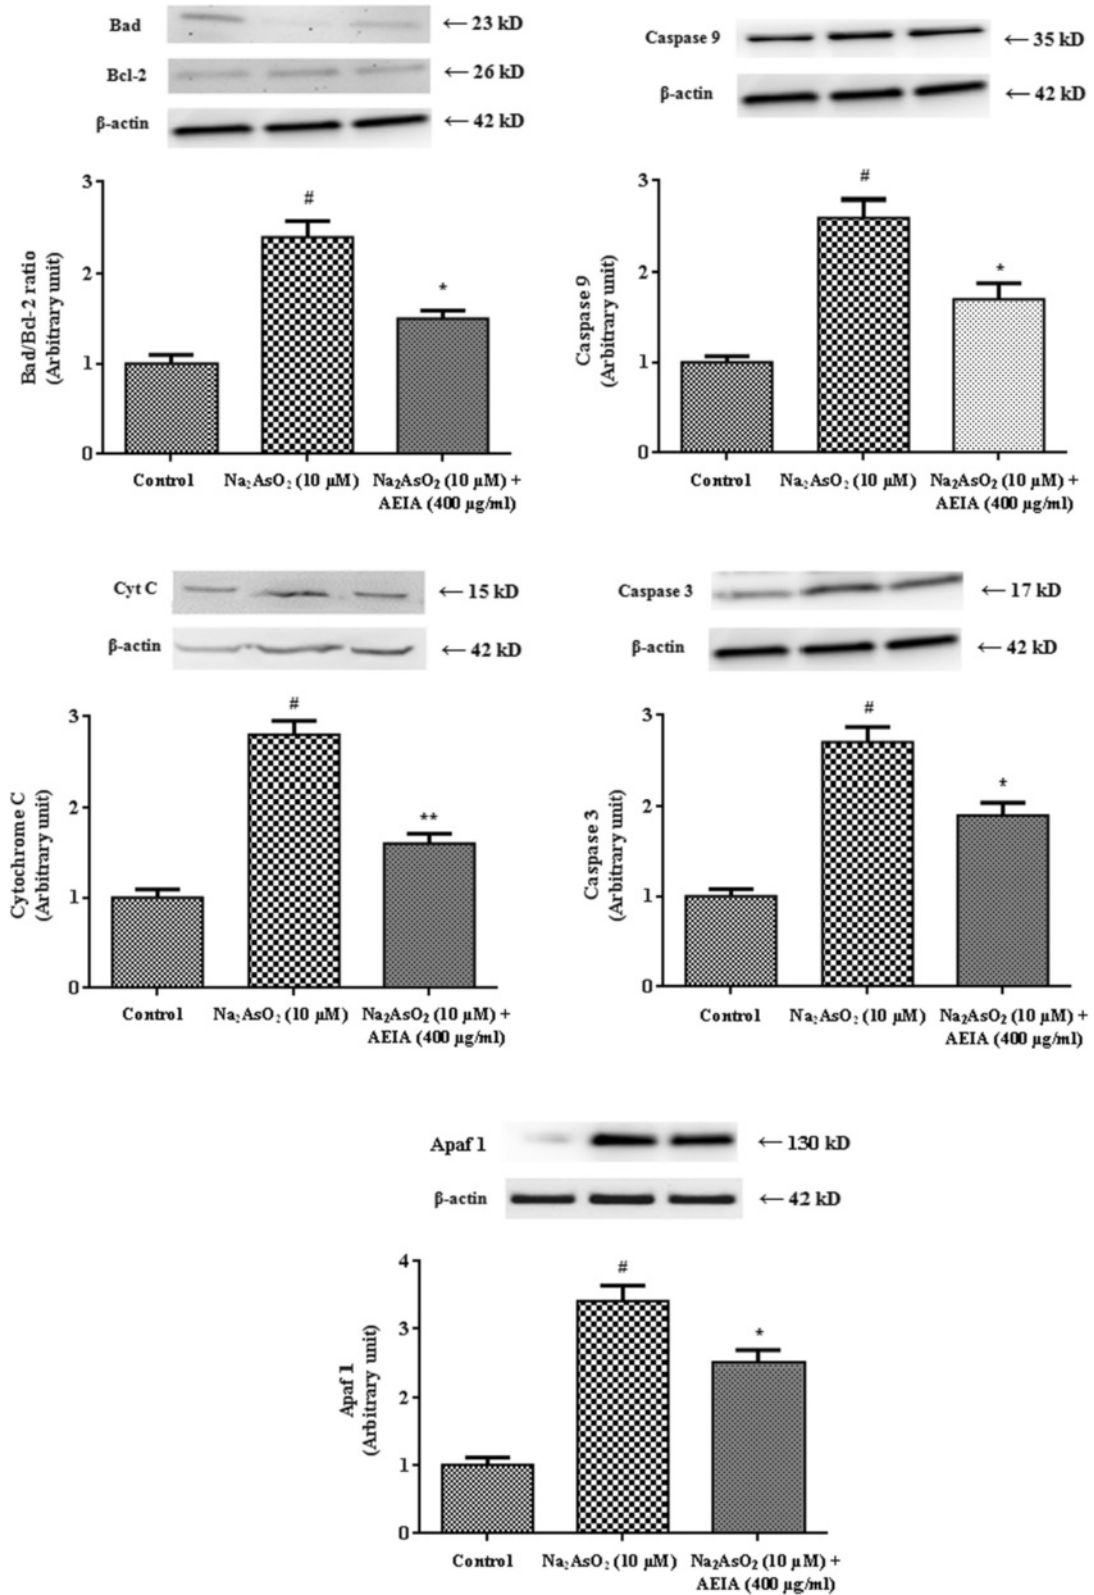 Bad
← 23 kD
Bcl-2
← 26 kD
β-actin
← 42 kD
3
2
1
0
Bad/Bcl-2 ratio
(Arbitrary unit)
#
*
Control
Na₂AsO₂ (10 µM)
Na₂AsO₂ (10 µM) +
AEIA (400 µg/ml)
Caspase 9
← 35 kD
β-actin
← 42 kD
3
2
1
0
Caspase 9
(Arbitrary unit)
#
*
Control
Na₂AsO₂ (10 µM)
Na₂AsO₂ (10 µM) +
AEIA (400 µg/ml)
Cyt C
← 15 kD
β-actin
← 42 kD
3
2
1
0
Cytochrome C
(Arbitrary unit)
#
**
Control
Na₂AsO₂ (10 µM)
Na₂AsO₂ (10 µM) +
AEIA (400 µg/ml)
Caspase 3
← 17 kD
β-actin
← 42 kD
3
2
1
0
Caspase 3
(Arbitrary unit)
#
*
Control
Na₂AsO₂ (10 µM)
Na₂AsO₂ (10 µM) +
AEIA (400 µg/ml)
Apaf 1
← 130 kD
β-actin
← 42 kD
4
3
2
1
0
Apaf 1
(Arbitrary unit)
#
*
Control
Na₂AsO₂ (10 µM)
Na₂AsO₂ (10 µM) +
AEIA (400 µg/ml)